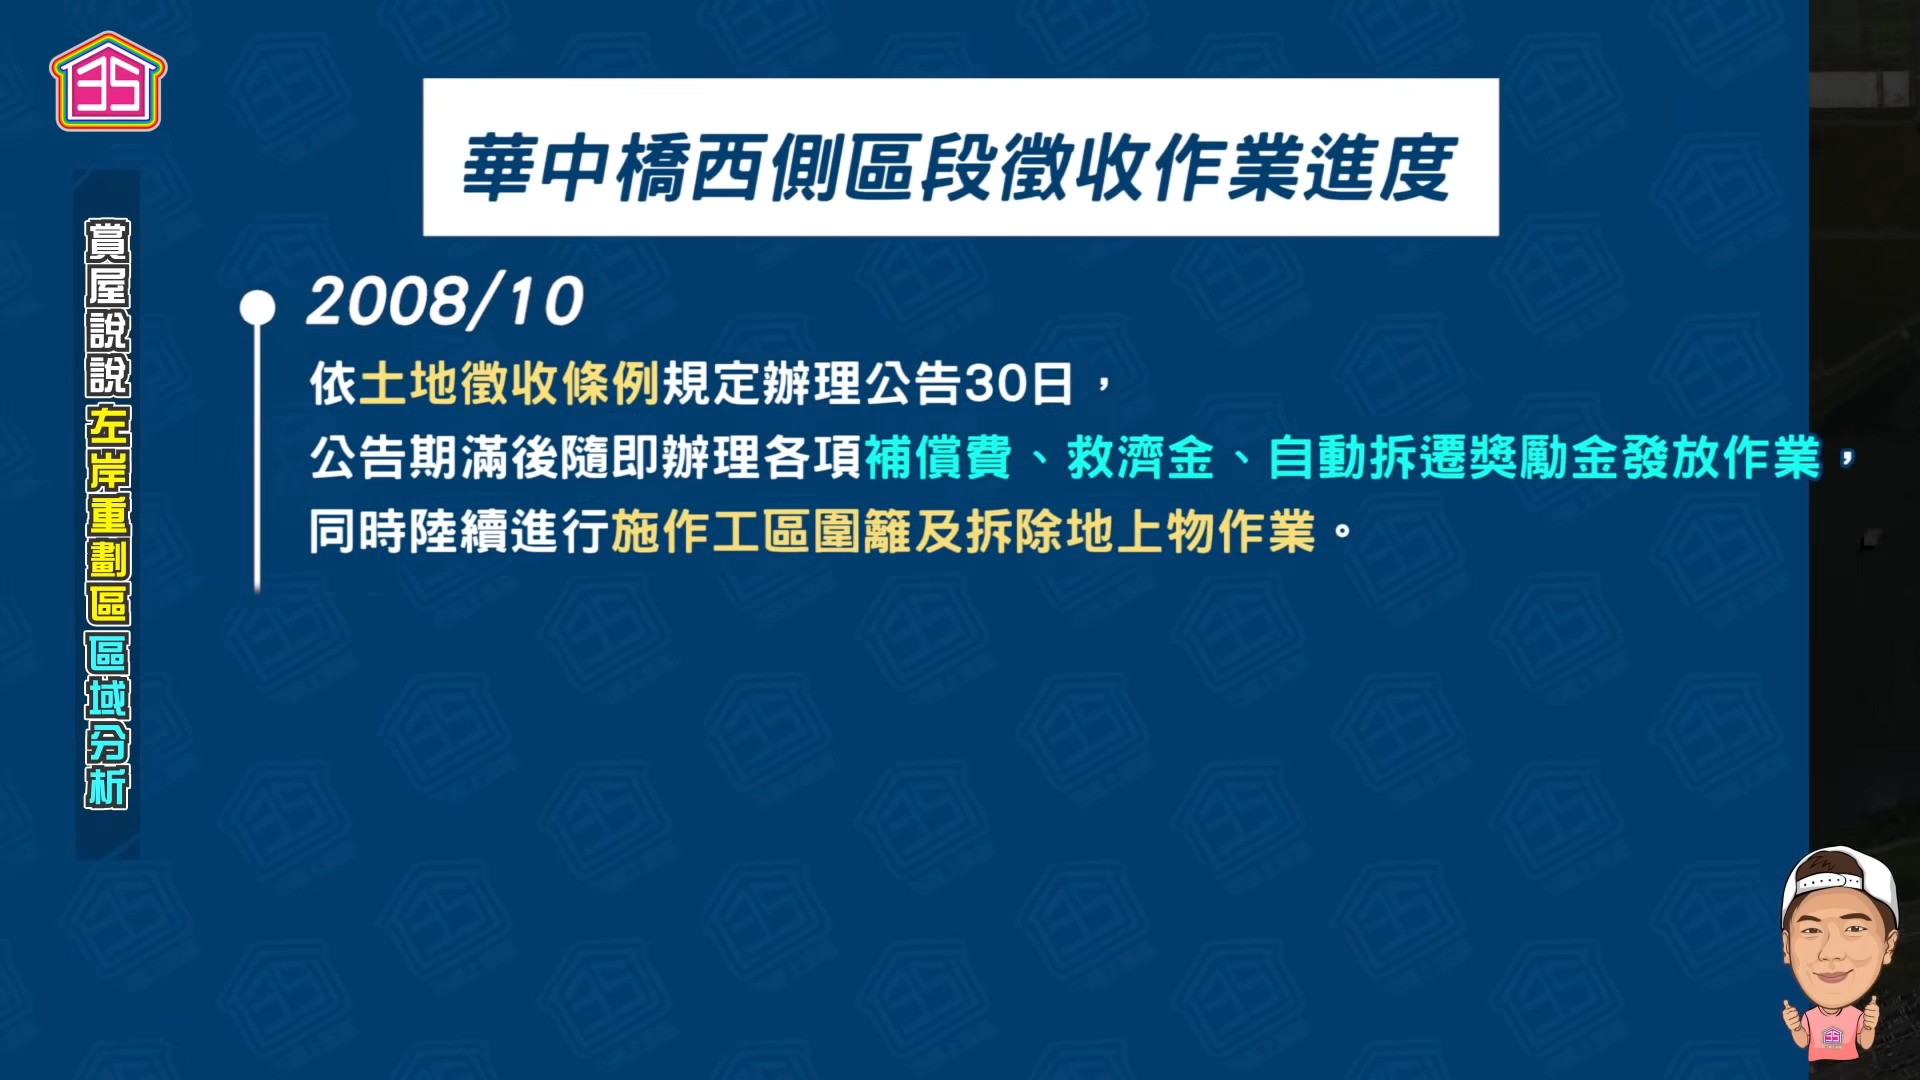 華中橋西側區段徵收作業進度
2008/10
依土地徵收條例規定辦理公告30日，
公告期滿後隨即辦理各項補償費、救濟金、自動拆遷獎勵金發放作業，
同時陸續進行施作工區圍籬及拆除地上物作業。
賞屋說說左岸重劃區區域分析
35